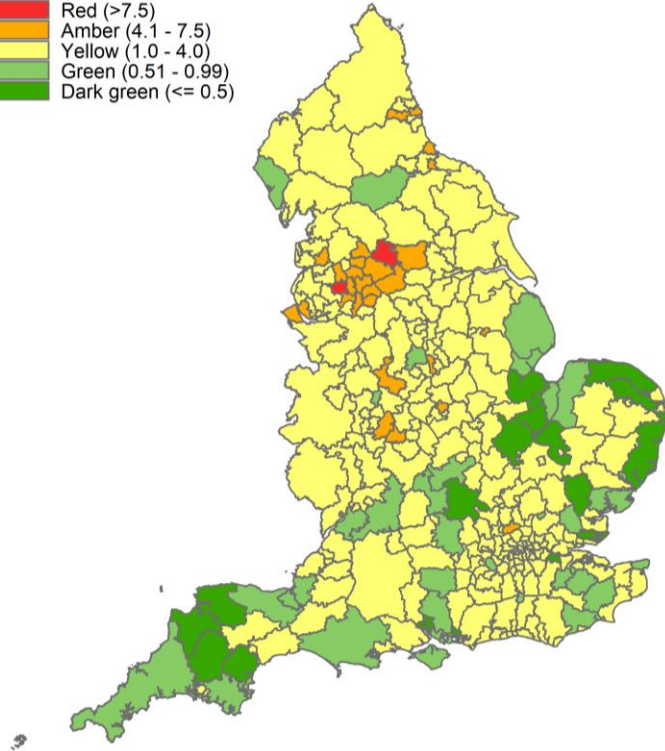 Red (>7.5)
Amber (4.1 - 7.5)
Yellow (1.0 - 4.0)
Green (0.51 - 0.99)
Dark green (<= 0.5)